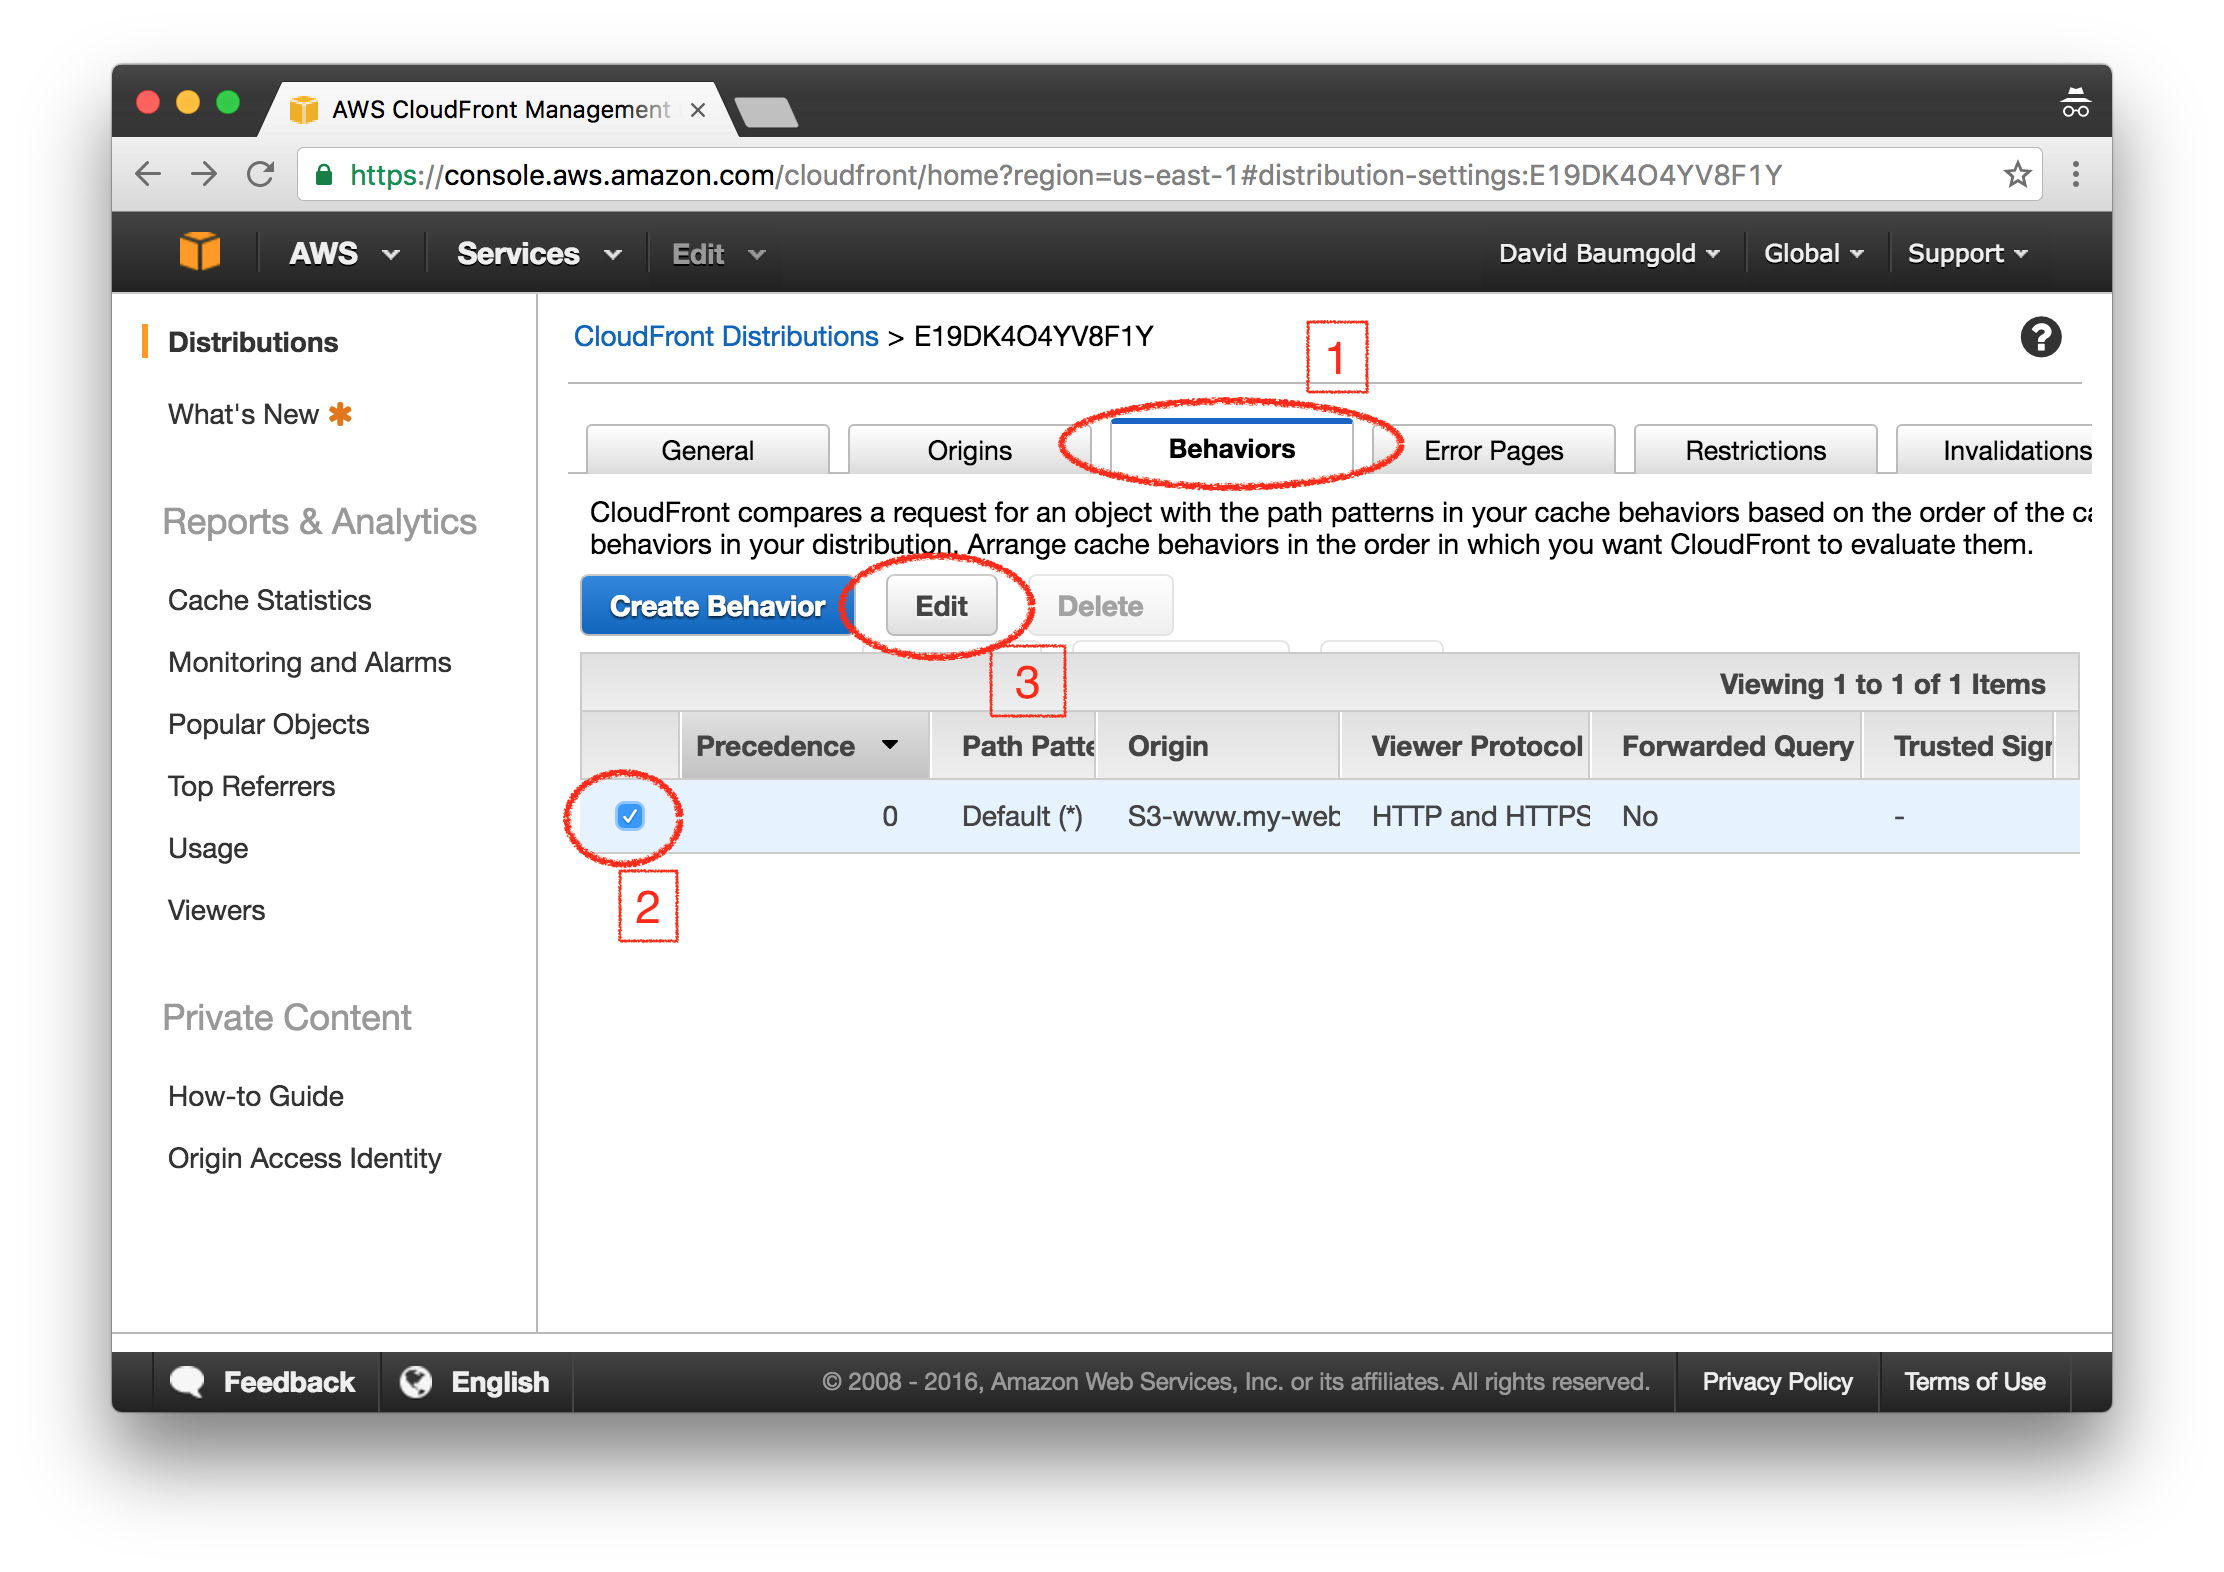 AWS CloudFront Management
https://console.aws.amazon.com/cloudfront/home?region=us-east-1#distribution-settings:E19DK4O4YV8F1Y
AWS Services Edit David Baumgold Global Support
Distributions
What's New
Reports & Analytics
Cache Statistics
Monitoring and Alarms
Popular Objects
Top Referrers
Usage
Viewers
Private Content
How-to Guide
Origin Access Identity
CloudFront Distributions > E19DK4O4YV8F1Y
1
General Origins Behaviors Error Pages Restrictions Invalidations
CloudFront compares a request for an object with the path patterns in your cache behaviors based on the order of the ca
behaviors in your distribution. Arrange cache behaviors in the order in which you want CloudFront to evaluate them.
Create Behavior Edit Delete
3
Viewing 1 to 1 of 1 Items
Precedence Path Patte Origin Viewer Protocol Forwarded Query Trusted Sigr
0 Default (*) S3-www.my-web HTTP and HTTPS No -
2
Feedback English © 2008 - 2016, Amazon Web Services, Inc. or its affiliates. All rights reserved. Privacy Policy Terms of Use